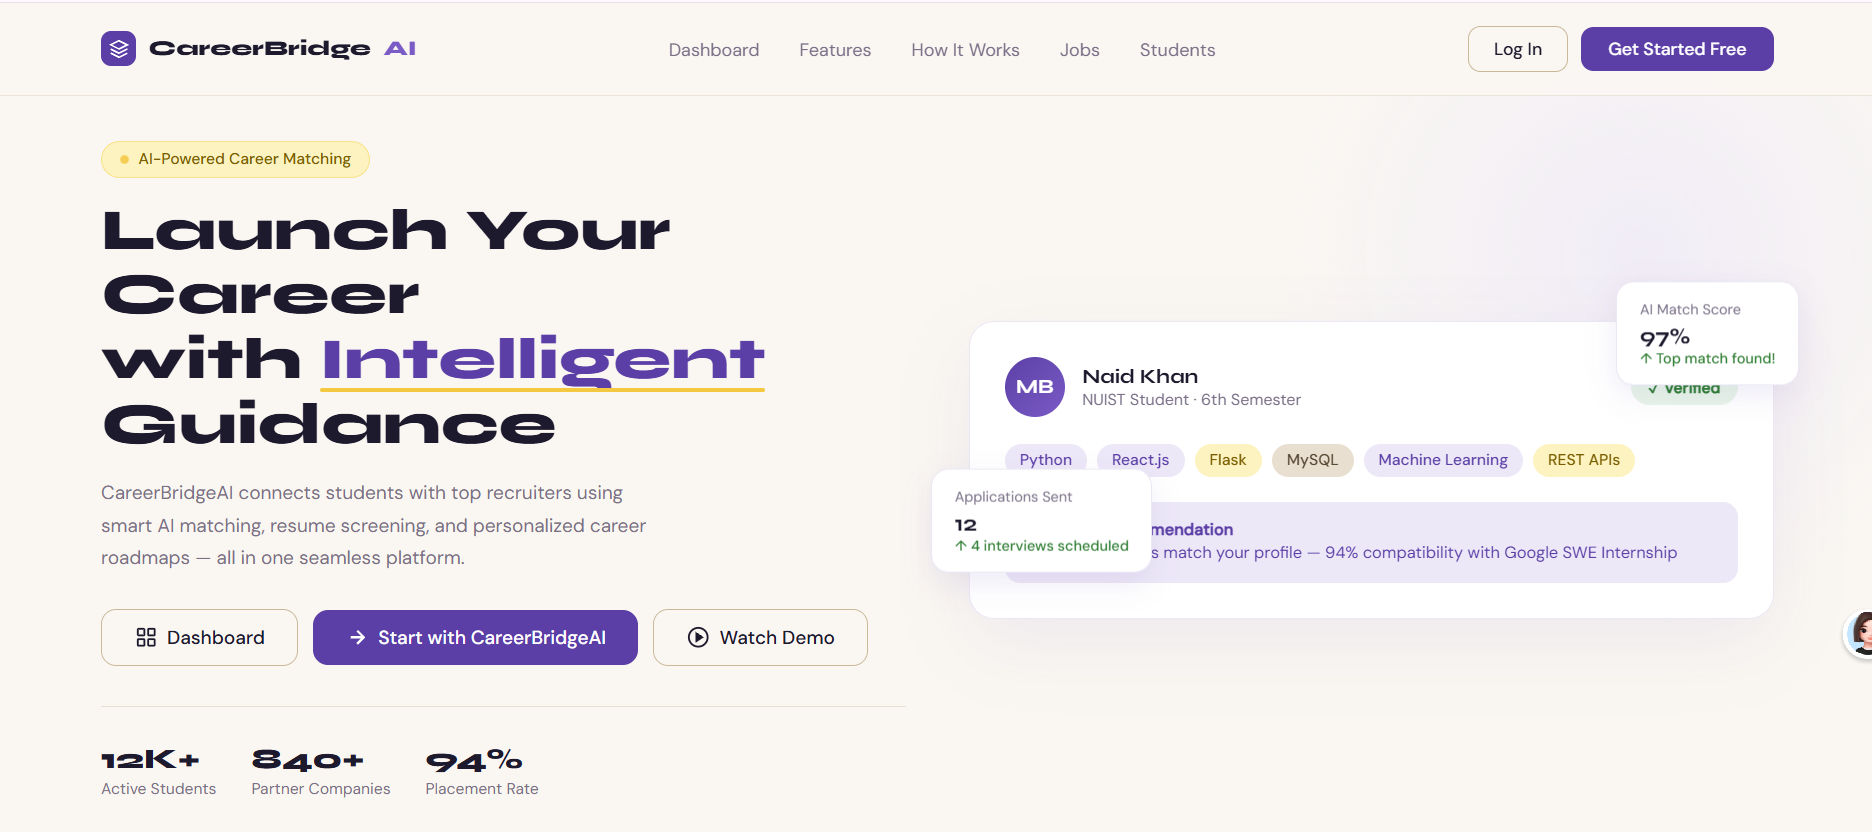 CareerBridge AI
Dashboard
Features
How It Works
Jobs
Students
Log In
Get Started Free
AI-Powered Career Matching
Launch Your
Career
with Intelligent
Guidance
CareerBridgeAI connects students with top recruiters using
smart AI matching, resume screening, and personalized career
roadmaps — all in one seamless platform.
Dashboard
→ Start with CareerBridgeAI
Watch Demo
12K+
Active Students
840+
Partner Companies
94%
Placement Rate
AI Match Score
97%
↑ Top match found!
MB
Naid Khan
NUIST Student · 6th Semester
✓ Verified
Python
React.js
Flask
MySQL
Machine Learning
REST APIs
Applications Sent
12
↑ 4 interviews scheduled
mendation
s match your profile — 94% compatibility with Google SWE Internship